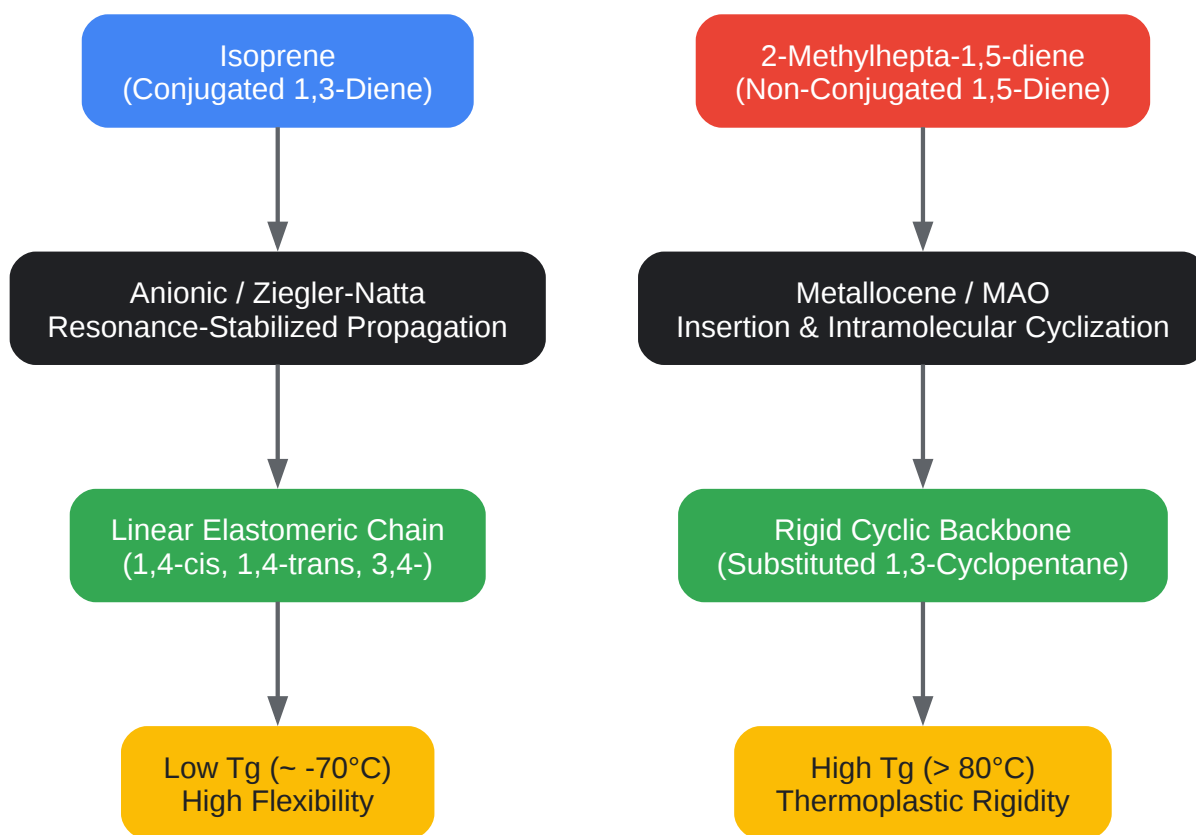 Isoprene
(Conjugated 1,3-Diene)
2-Methylhepta-1,5-diene
(Non-Conjugated 1,5-Diene)
Anionic / Ziegler-Natta
Resonance-Stabilized Propagation
Metallocene / MAO
Insertion & Intramolecular Cyclization
Linear Elastomeric Chain
(1,4-cis, 1,4-trans, 3,4-)
Rigid Cyclic Backbone
(Substituted 1,3-Cyclopentane)
Low Tg (~ -70°C)
High Flexibility
High Tg (> 80°C)
Thermoplastic Rigidity